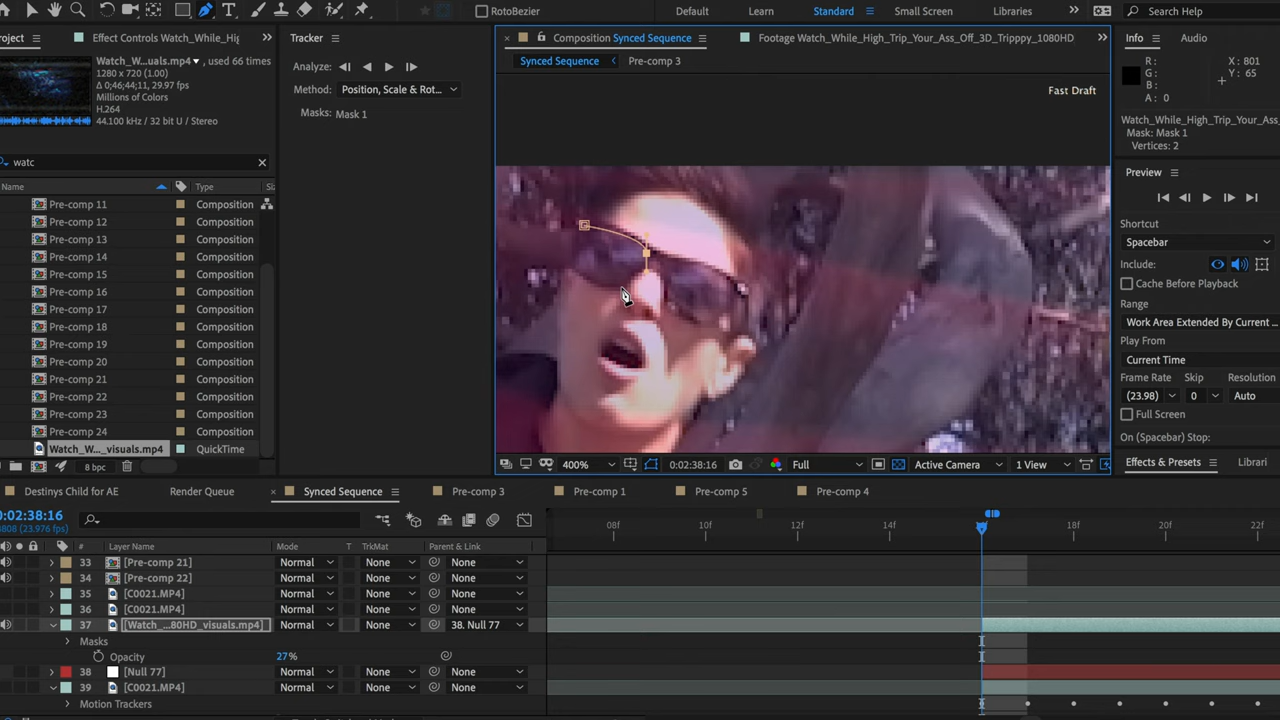 RotoBezier
Default
Learn
Standard
Small Screen
Libraries
Search Help
roject
Effect Controls Watch_While_Hig
Tracker
Composition Synced Sequence
Footage Watch_While_High_Trip_Your_Ass_Off_3D_Tripppy_1080HD
Info
Audio
Watch_W...uals.mp4
, used 66 times
1280 x 720 (1.00)
Δ 0;46;44;11, 29.97 fps
Millions of Colors
H.264
44.100 kHz / 32 bit U / Stereo
Analyze:
Method:
Position, Scale & Rot...
Masks:
Mask 1
Synced Sequence
Pre-comp 3
Fast Draft
R :
G :
B :
A : 0
X : 801
Y : 65
Watch_While_High_Trip_Your_Ass_
Mask: Mask 1
Vertices: 2
watc
Name
Type
Siz
Pre-comp 11
Composition
Pre-comp 12
Composition
Pre-comp 13
Composition
Pre-comp 14
Composition
Pre-comp 15
Composition
Pre-comp 16
Composition
Pre-comp 17
Composition
Pre-comp 18
Composition
Pre-comp 19
Composition
Pre-comp 20
Composition
Pre-comp 21
Composition
Pre-comp 22
Composition
Pre-comp 23
Composition
Pre-comp 24
Composition
Watch_W..._visuals.mp4
QuickTime
8 bpc
Preview
Shortcut
Spacebar
Include:
Cache Before Playback
Range
Work Area Extended By Current ...
Play From
Current Time
Frame Rate
Skip
Resolution
(23.98)
0
Auto
Full Screen
On (Spacebar) Stop:
Effects & Presets
Librari
400%
0:02:38:16
Full
Active Camera
1 View
Destinys Child for AE
Render Queue
Synced Sequence
Pre-comp 3
Pre-comp 1
Pre-comp 5
Pre-comp 4
0:02:38:16
3808 (23.976 fps)
08f
10f
12f
14f
16f
18f
20f
22f
#
Layer Name
Mode
T
TrkMat
Parent & Link
33
[Pre-comp 21]
Normal
None
None
34
[Pre-comp 22]
Normal
None
None
35
[C0021.MP4]
Normal
None
None
36
[C0021.MP4]
Normal
None
None
37
[Watch_...80HD_visuals.mp4]
Normal
None
38. Null 77
Masks
Opacity
27%
38
[Null 77]
Normal
None
None
39
[C0021.MP4]
Normal
None
None
Motion Trackers